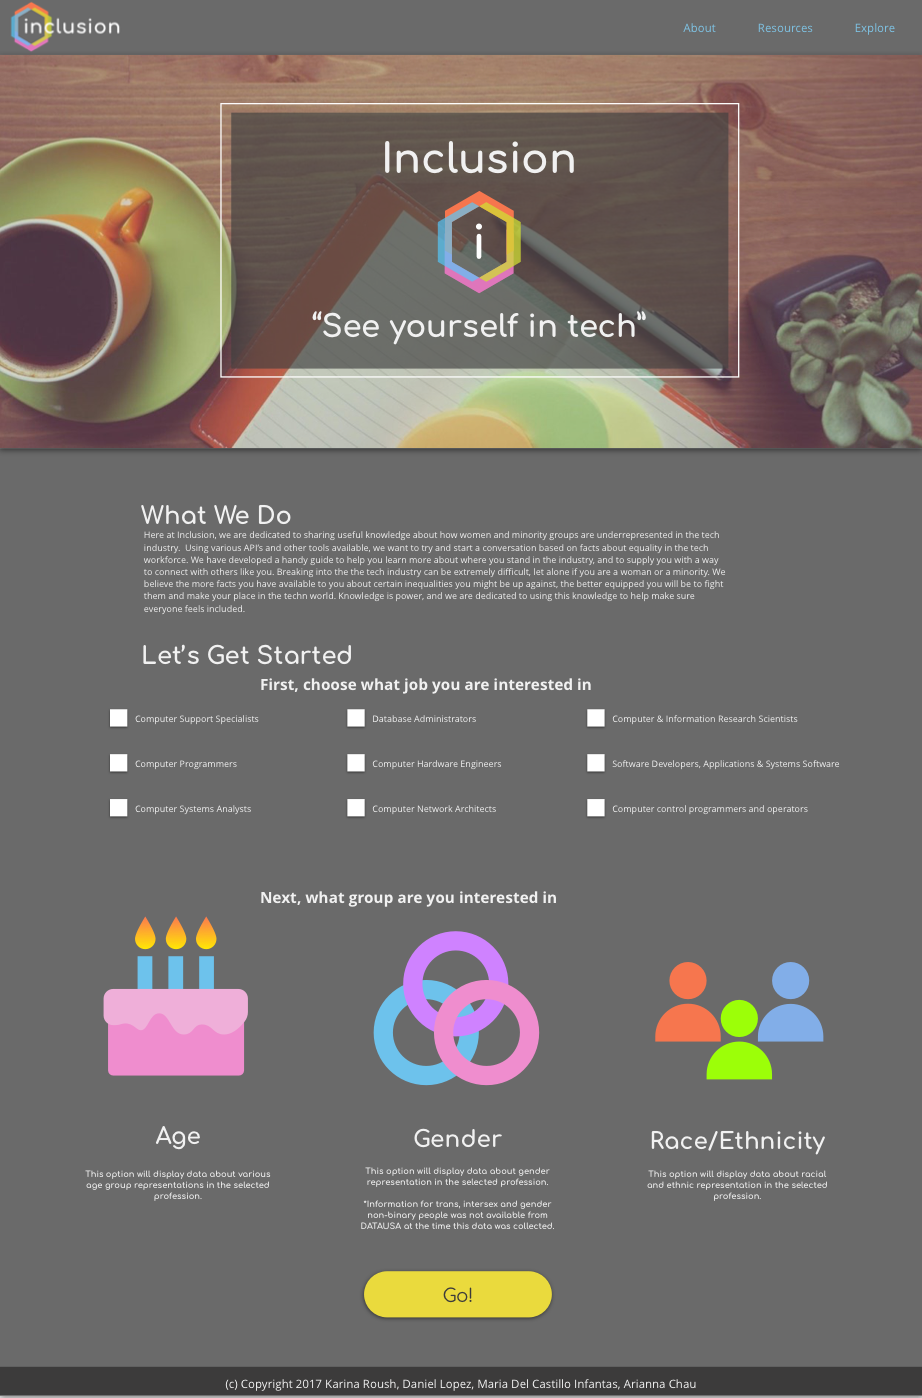 inclusion
About Resources Explore
Inclusion
i
“See yourself in tech”
What We Do
Here at Inclusion, we are dedicated to sharing useful knowledge about how women and minority groups are underrepresented in the tech
industry.  Using various API's and other tools available, we want to try and start a conversation based on facts about equality in the tech
workforce. We have developed a handy guide to help you learn more about where you stand in the industry, and to supply you with a way
to connect with others like you. Breaking into the the tech industry can be extremely difficult, let alone if you are a woman or a minority. We
believe the more facts you have available to you about certain inequalities you might be up against, the better equipped you will be to fight
them and make your place in the techn world. Knowledge is power, and we are dedicated to using this knowledge to help make sure
everyone feels included.
Let’s Get Started
First, choose what job you are interested in
Computer Support Specialists
Database Administrators
Computer & Information Research Scientists
Computer Programmers
Computer Hardware Engineers
Software Developers, Applications & Systems Software
Computer Systems Analysts
Computer Network Architects
Computer control programmers and operators
Next, what group are you interested in
Age
This option will display data about various
age group representations in the selected
profession.
Gender
This option will display data about gender
representation in the selected profession.
*Information for trans, intersex and gender
non-binary people was not available from
DATAUSA at the time this data was collected.
Race/Ethnicity
This option will display data about racial
and ethnic representation in the selected
profession.
Go!
(c) Copyright 2017 Karina Roush, Daniel Lopez, Maria Del Castillo Infantas, Arianna Chau